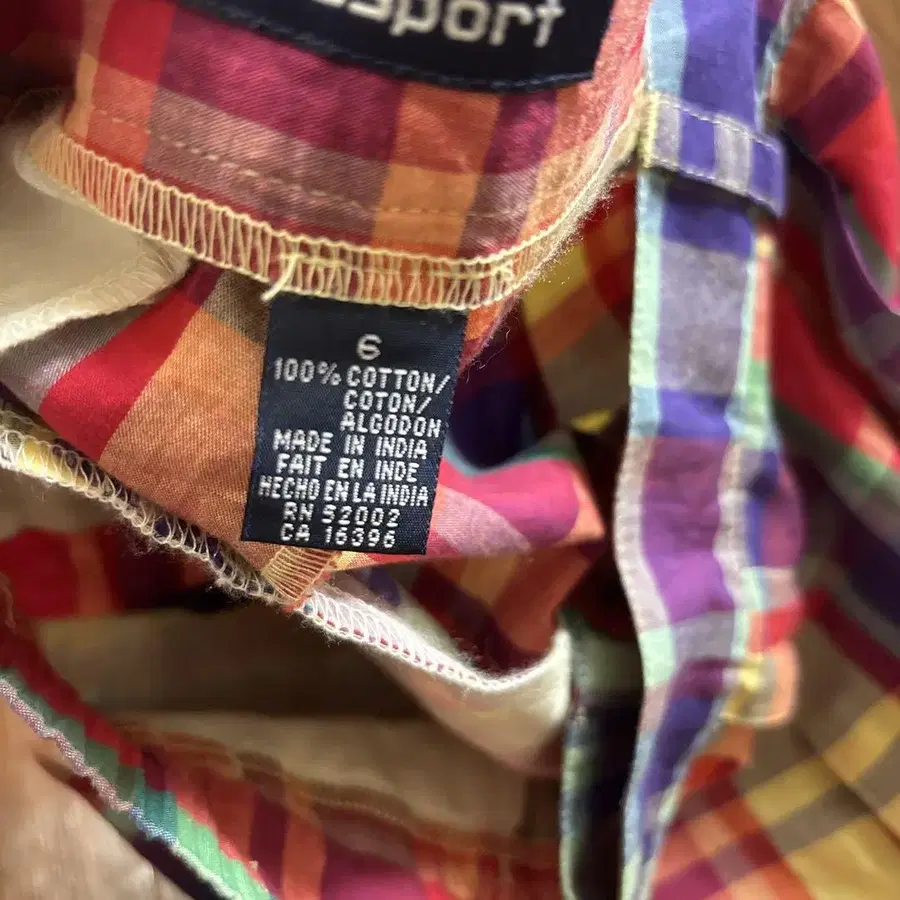 sport
6
100% COTTON/
COTON/
ALGODON
MADE IN INDIA
FAIT EN INDE
HECHO EN LA INDIA
RN 52002
CA 16396